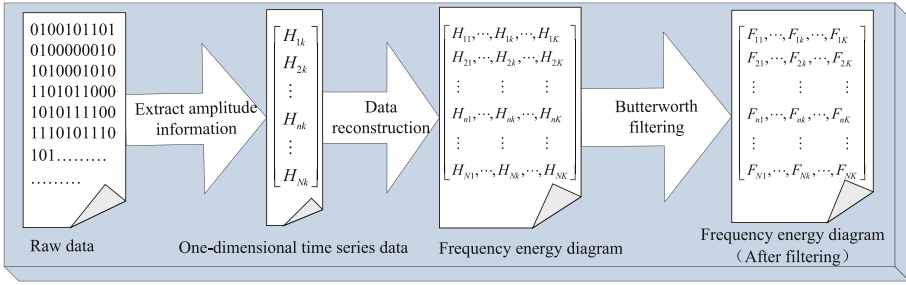 0100101101
0100000010
1010001010
1101011000
1010111100
1110101110
101………
………
Raw data
Extract amplitude
information
H1k
H2k
⋮
Hnk
⋮
HNk
One-dimensional time series data
Data
reconstruction
H11,⋯,H1k,⋯,H1K
H21,⋯,H2k,⋯,H2K
⋮ ⋮ ⋮
Hn1,⋯,Hnk,⋯,HnK
⋮ ⋮ ⋮
HN1,⋯,HNk,⋯,HNK
Frequency energy diagram
Butterworth
filtering
F11,⋯,F1k,⋯,F1K
F21,⋯,F2k,⋯,F2K
⋮ ⋮ ⋮
Fn1,⋯,Fnk,⋯,FnK
⋮ ⋮ ⋮
FN1,⋯,FNk,⋯,FNK
Frequency energy diagram
（After filtering）